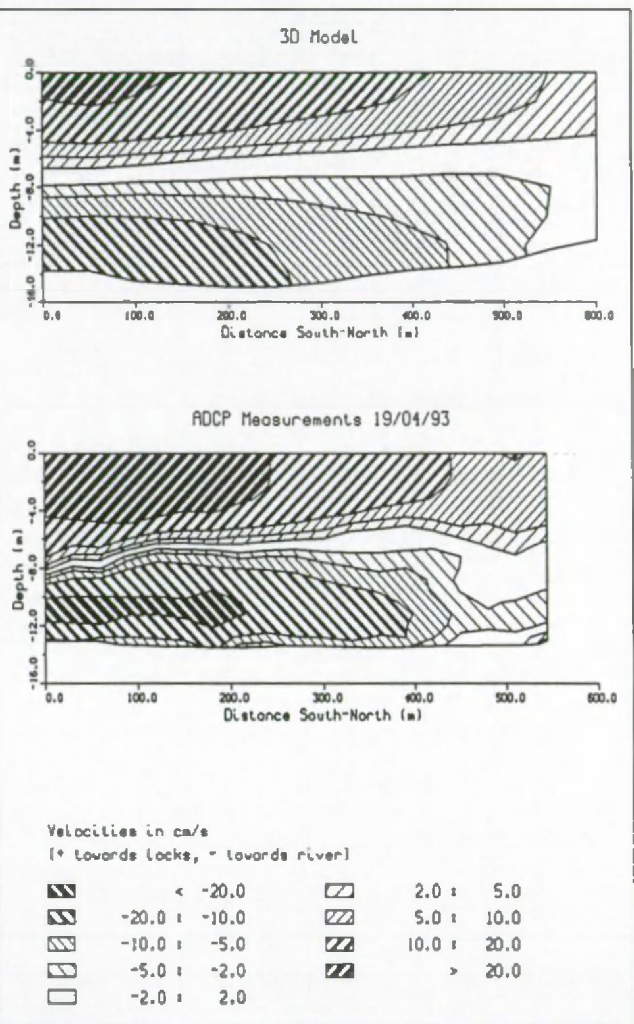 3D Model
0.0
-4.0
-8.0
-12.0
-16.0
Depth (m)
0.0 100.0 200.0 300.0 400.0 500.0 600.0
Distance South-North (m)
ADCP Measurements 19/04/93
0.0
-4.0
-8.0
-12.0
-16.0
Depth (m)
0.0 100.0 200.0 300.0 400.0 500.0 600.0
Distance South-North (m)
Velocities in cm/s
(+ towards locks, - towards river)
< -20.0
-20.0 : -10.0
-10.0 : -5.0
-5.0 : -2.0
-2.0 : 2.0
2.0 : 5.0
5.0 : 10.0
10.0 : 20.0
> 20.0